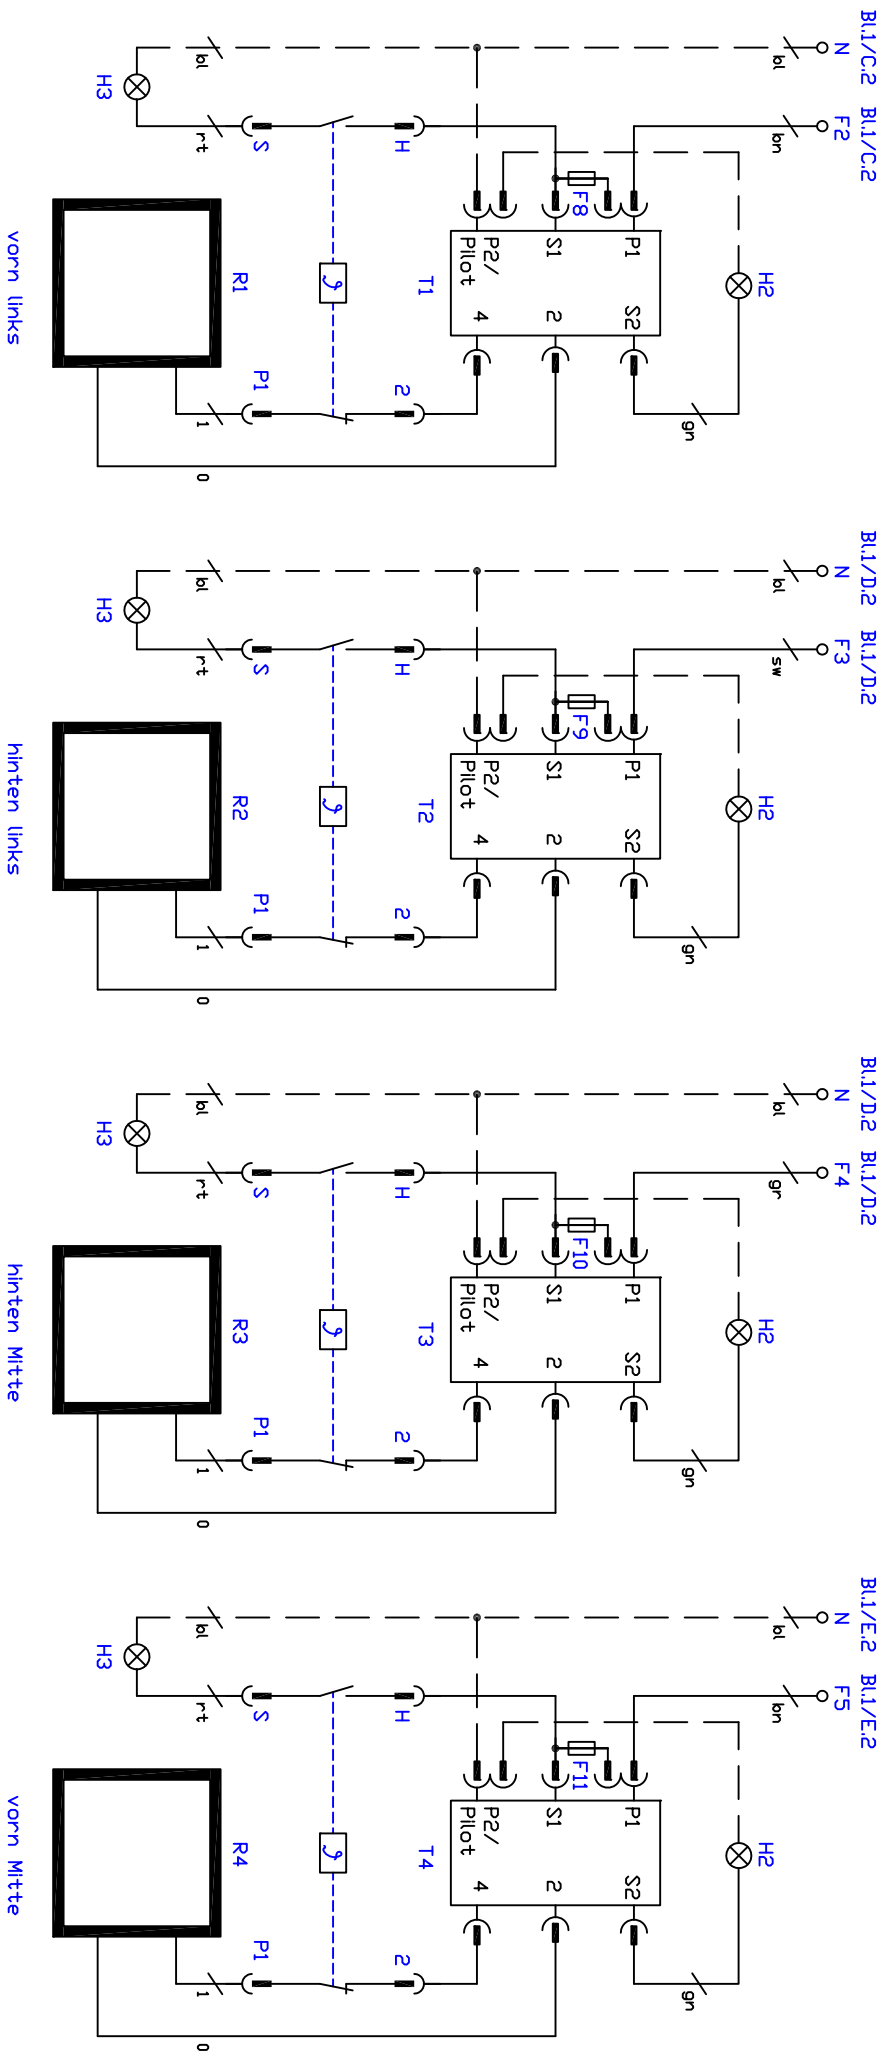 Bl.1/C.2 Bl.1/C.2
N F2
bl bn
H2
gn
P1 S2
F8
S1 2
P2/
Pilot 4
T1
H 2
S P1
R1
bl rt 1 0
H3
vorn links
Bl.1/D.2 Bl.1/D.2
N F3
bl sw
H2
gn
P1 S2
F9
S1 2
P2/
Pilot 4
T2
H 2
S P1
R2
bl rt 1 0
H3
hinten links
Bl.1/D.2 Bl.1/D.2
N F4
bl gr
H2
gn
P1 S2
F10
S1 2
P2/
Pilot 4
T3
H 2
S P1
R3
bl rt 1 0
H3
hinten Mitte
Bl.1/E.2 Bl.1/E.2
N F5
bl bn
H2
gn
P1 S2
F11
S1 2
P2/
Pilot 4
T4
H 2
S P1
R4
bl rt 1 0
H3
vorn Mitte